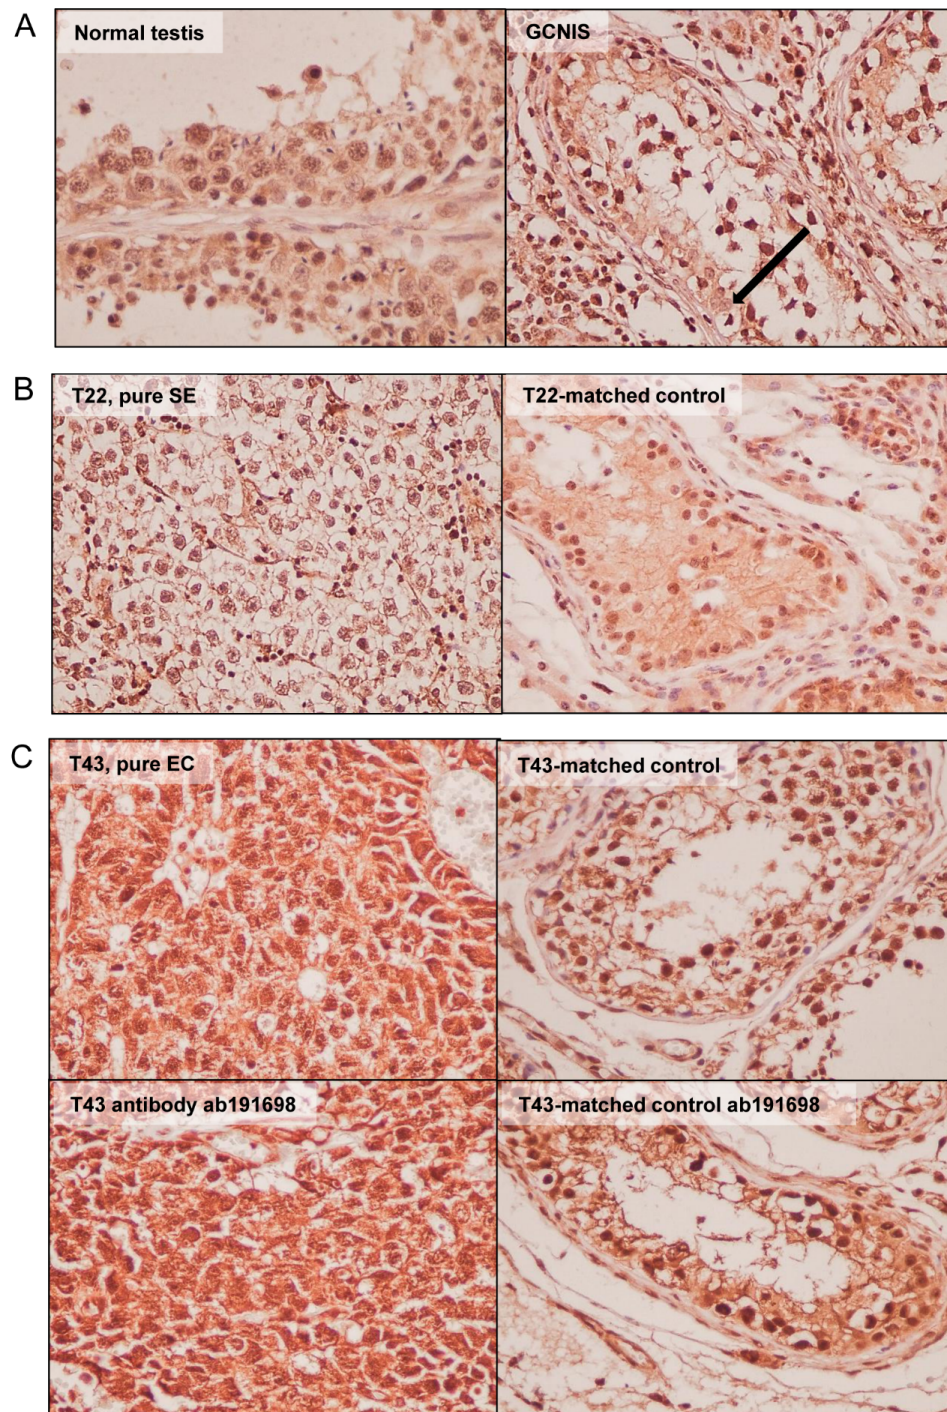 A
Normal testis
GCNIS
B
T22, pure SE
T22-matched control
C
T43, pure EC
T43-matched control
T43 antibody ab191698
T43-matched control ab191698